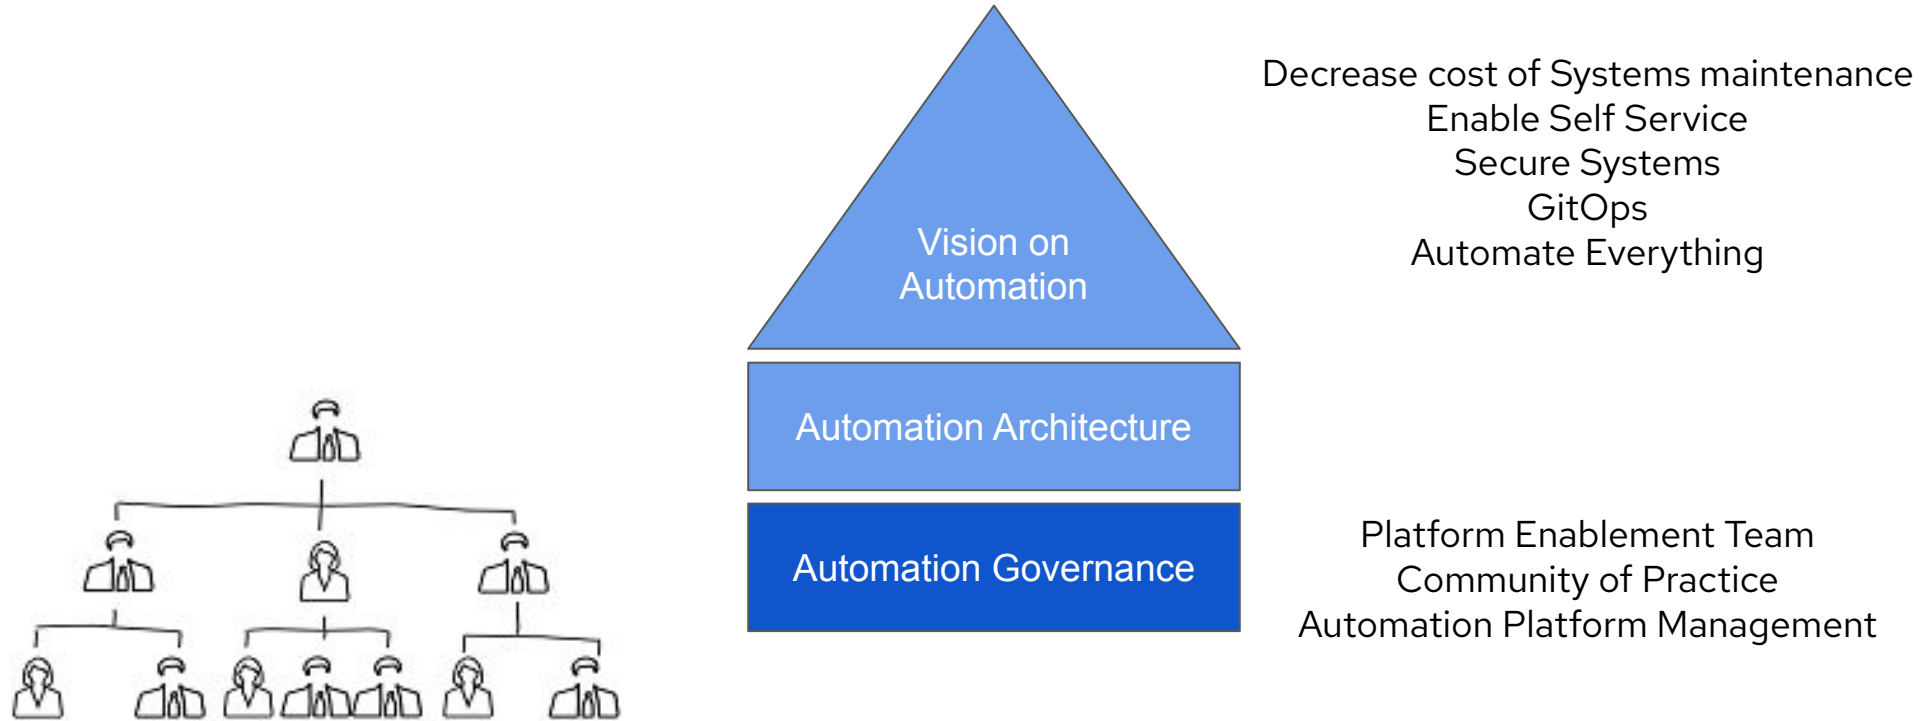 Decrease cost of Systems maintenance
Enable Self Service
Secure Systems
GitOps
Automate Everything
Vision on
Automation
Automation Architecture
Automation Governance
Platform Enablement Team
Community of Practice
Automation Platform Management